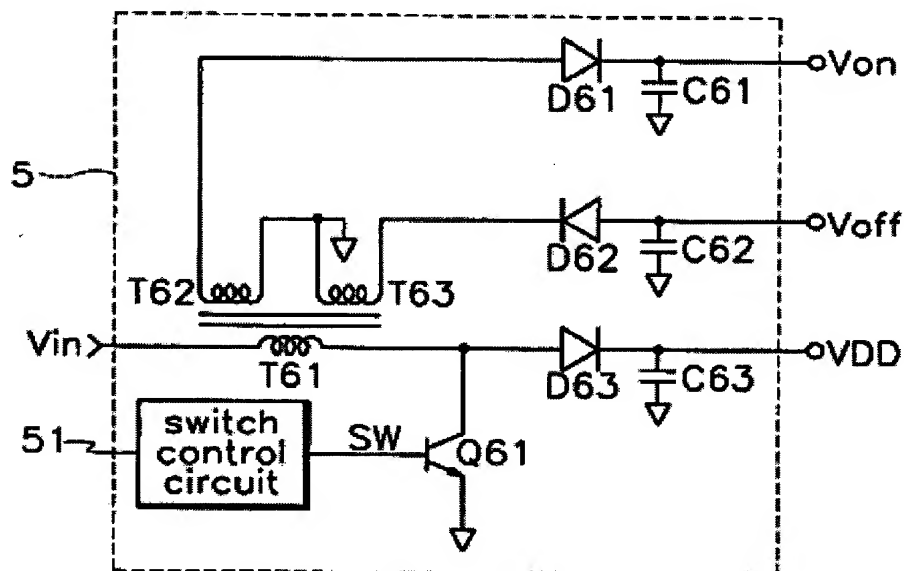 Von
D61
C61
5
Voff
D62
C62
T62
T63
Vin
VDD
T61
D63
C63
51
switch
control
circuit
SW
Q61